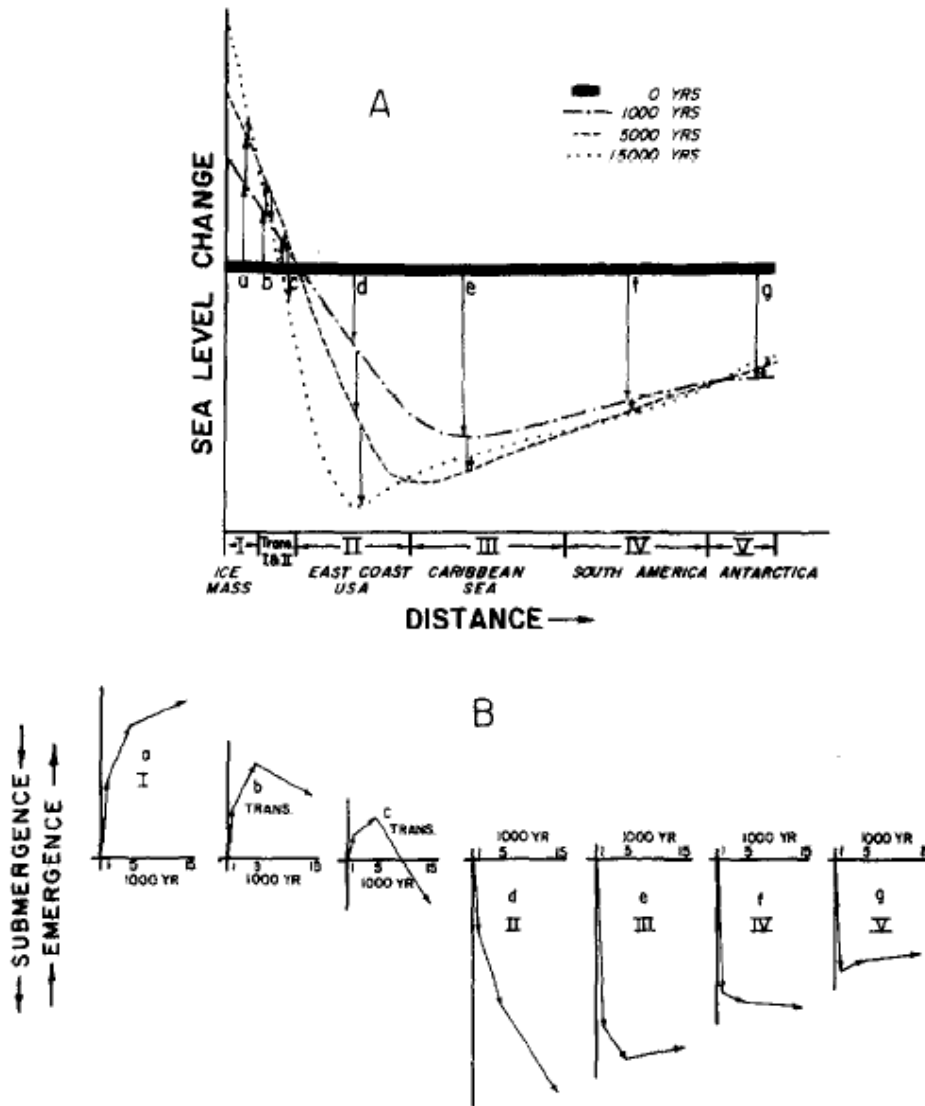 A
0 YRS
1000 YRS
5000 YRS
15000 YRS
SEA LEVEL CHANGE
a b c d e f g
I Trans. I & II II III IV V
ICE MASS EAST COAST USA CARIBBEAN SEA SOUTH AMERICA ANTARCTICA
DISTANCE
B
SUBMERGENCE
EMERGENCE
a
I
1 5 15
1000 YR
b
TRANS.
1 5 15
1000 YR
c
TRANS.
1 5 15
1000 YR
1000 YR
1 5 15
d
II
1000 YR
1 5 15
e
III
1000 YR
1 5 15
f
IV
1000 YR
1 5 15
g
V